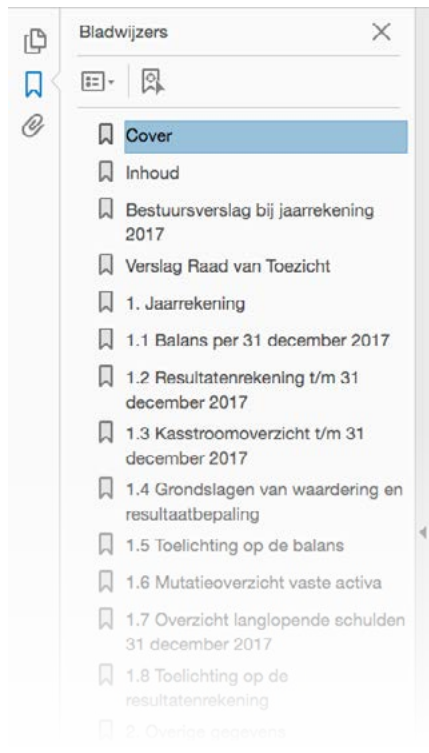 Bladwijzers
Cover
Inhoud
Bestuursverslag bij jaarrekening
2017
Verslag Raad van Toezicht
1. Jaarrekening
1.1 Balans per 31 december 2017
1.2 Resultatenrekening t/m 31
december 2017
1.3 Kasstroomoverzicht t/m 31
december 2017
1.4 Grondslagen van waardering en
resultaatbepaling
1.5 Toelichting op de balans
1.6 Mutatieoverzicht vaste activa
1.7 Overzicht langlopende schulden
31 december 2017
1.8 Toelichting op de
resultatenrekening
2. Overige gegevens